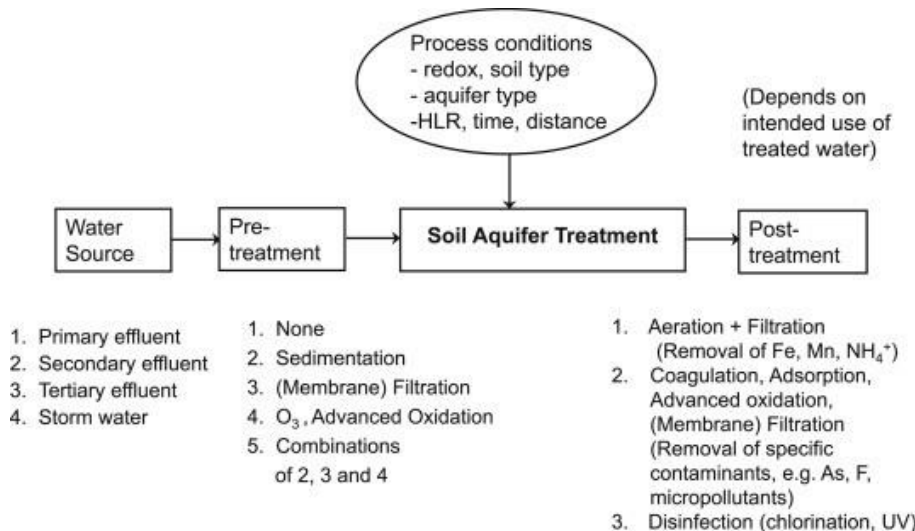 Process conditions
- redox, soil type
- aquifer type
-HLR, time, distance
(Depends on
intended use of
treated water)
Water
Source
Pre-
treatment
Soil Aquifer Treatment
Post-
treatment
1. Primary effluent
2. Secondary effluent
3. Tertiary effluent
4. Storm water
1. None
2. Sedimentation
3. (Membrane) Filtration
4. O₃, Advanced Oxidation
5. Combinations
of 2, 3 and 4
1. Aeration + Filtration
(Removal of Fe, Mn, NH₄⁺)
2. Coagulation, Adsorption,
Advanced oxidation,
(Membrane) Filtration
(Removal of specific
contaminants, e.g. As, F,
micropollutants)
3. Disinfection (chlorination, UV)